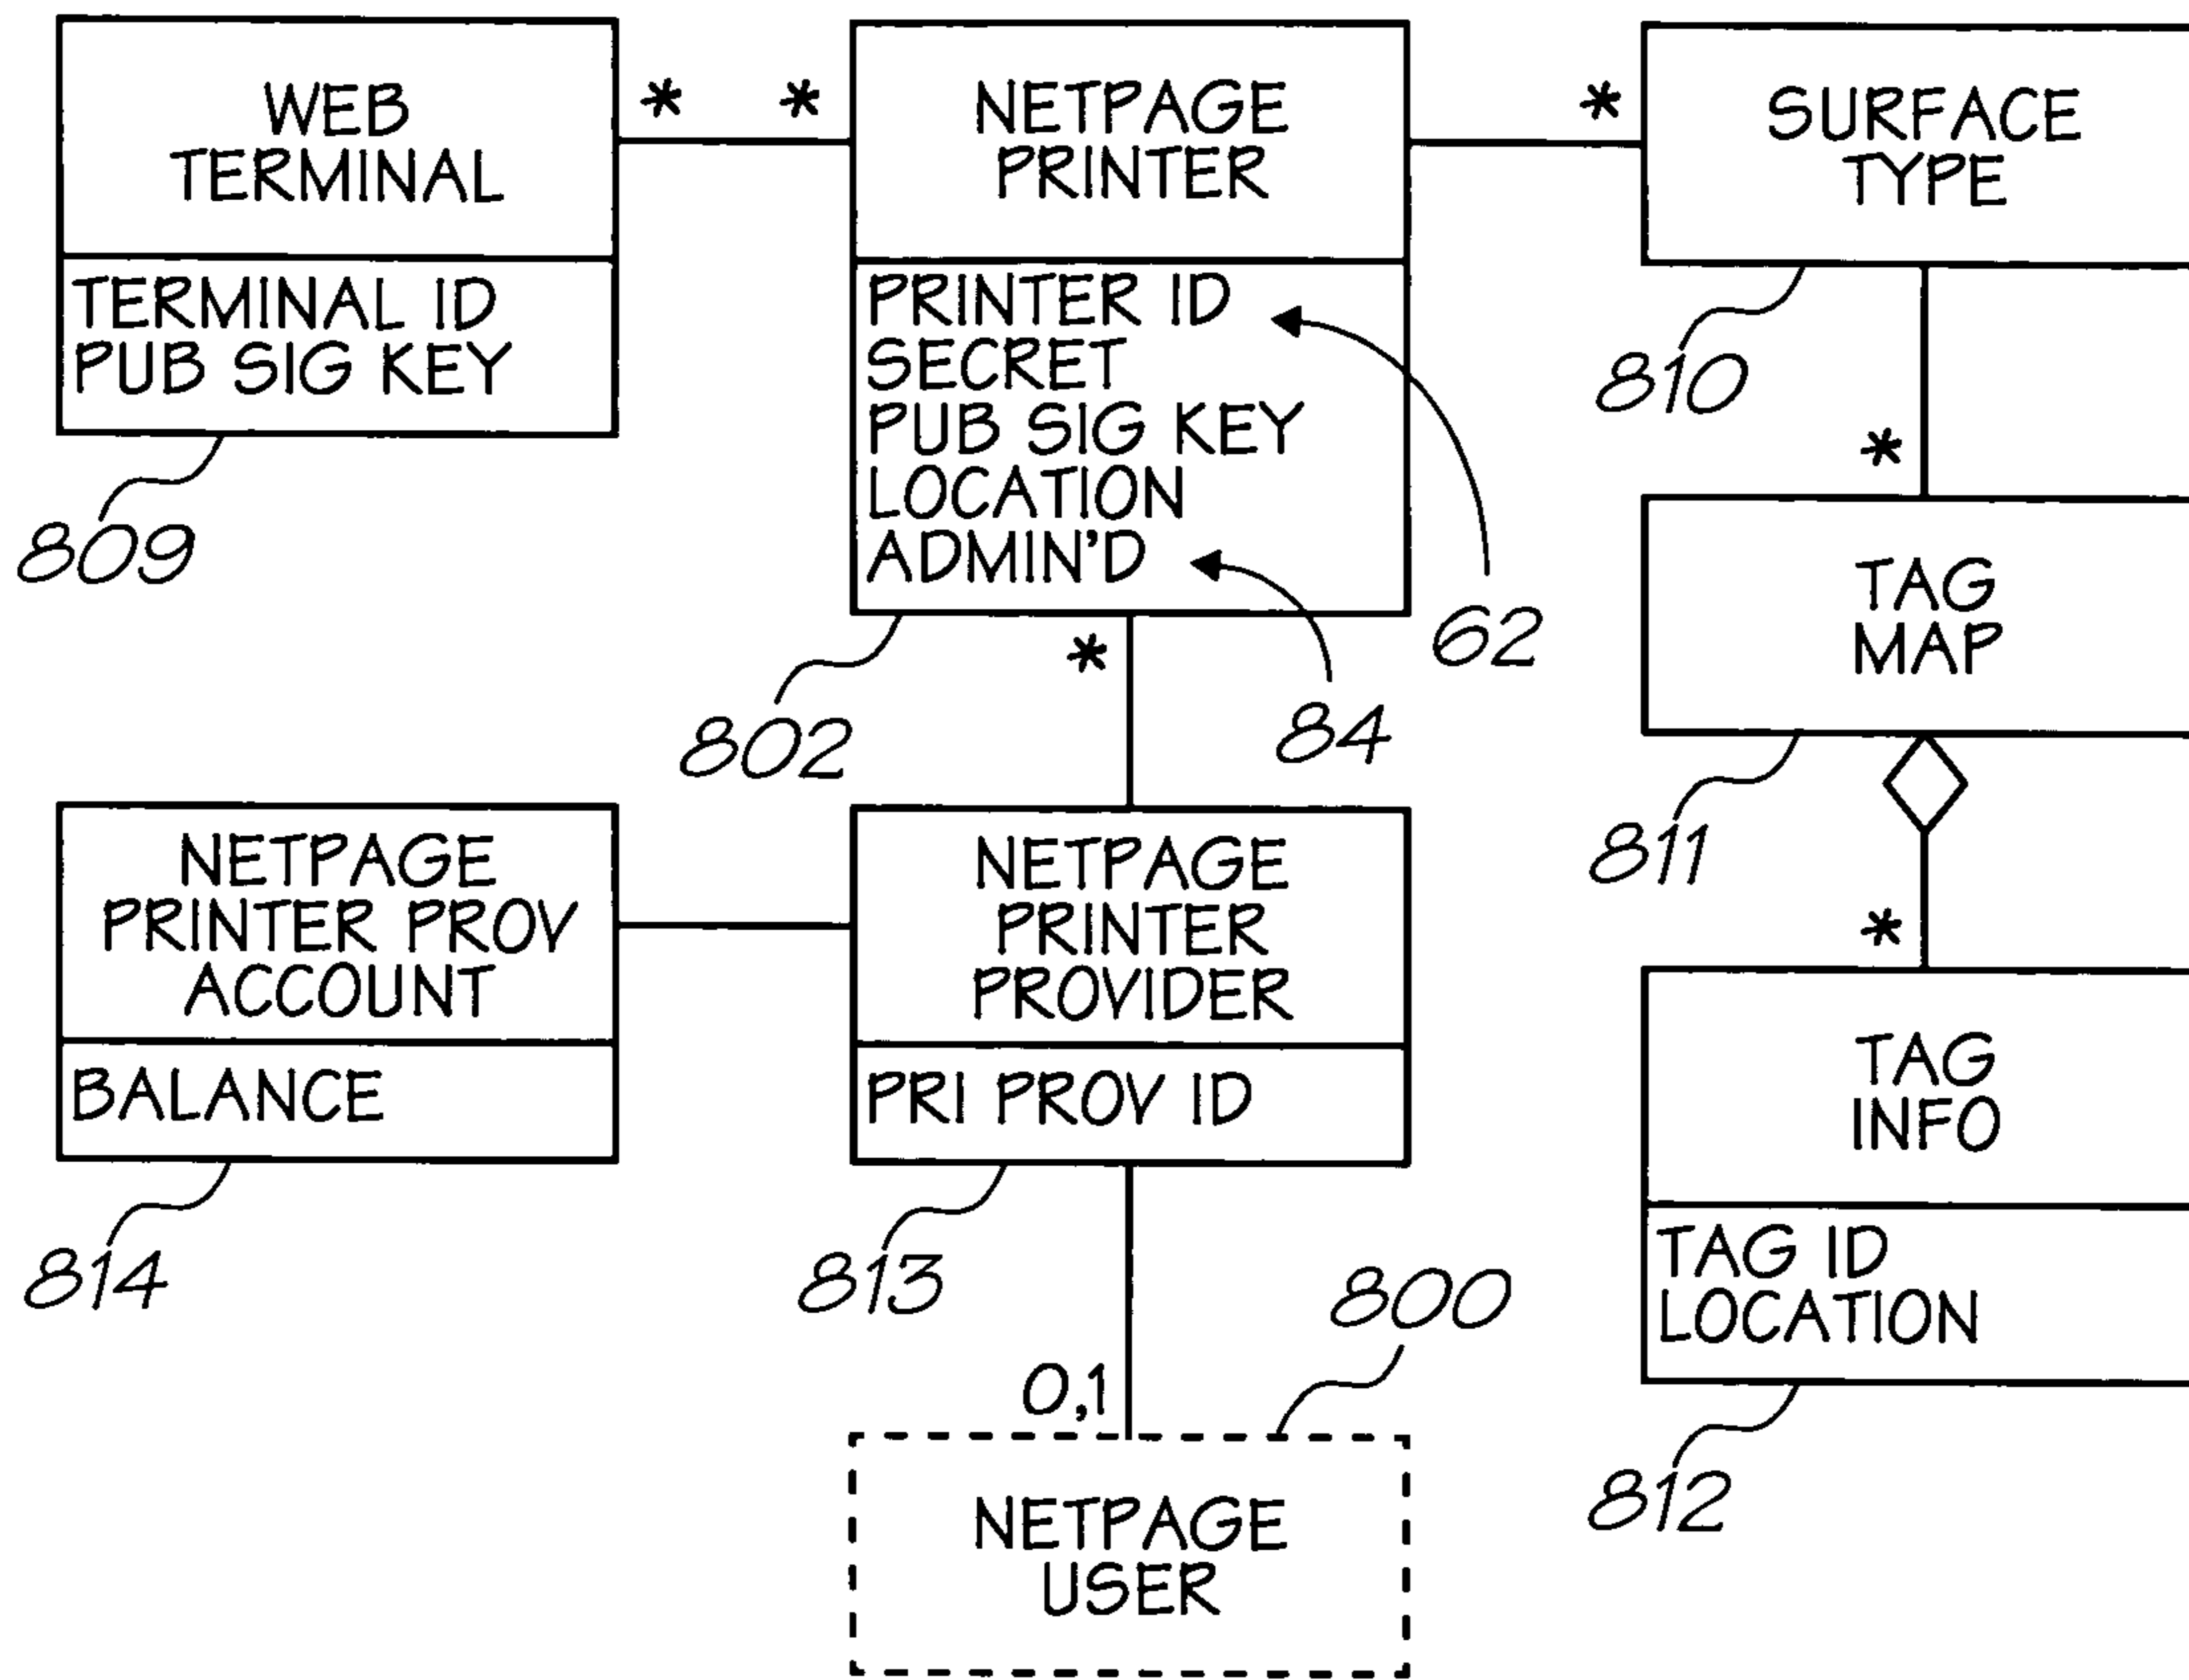 WEB
TERMINAL
TERMINAL ID
PUB SIG KEY
809
*
*
NETPAGE
PRINTER
PRINTER ID
SECRET
PUB SIG KEY
LOCATION
ADMIN'D
62
84
802
*
*
SURFACE
TYPE
810
*
TAG
MAP
811
*
TAG
INFO
TAG ID
LOCATION
812
NETPAGE
PRINTER PROV
ACCOUNT
BALANCE
814
NETPAGE
PRINTER
PROVIDER
PRI PROV ID
813
800
0,1
NETPAGE
USER